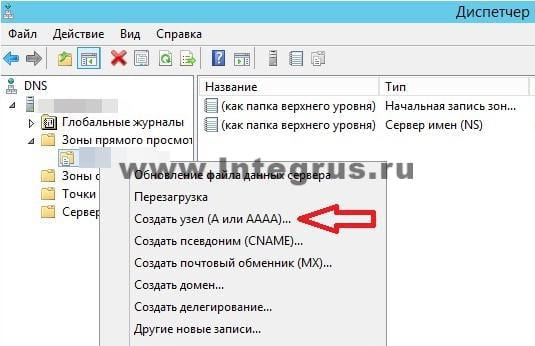 Диспетчер
Файл Действие Вид Справка
DNS
Глобальные журналы
Зоны прямого просмот
Зоны о
Точки
Сервер
Название Тип
(как папка верхнего уровня) Начальная запись зон...
(как папка верхнего уровня) Сервер имен (NS)
www.Integrus.ru
Обновление файла данных сервера
Перезагрузка
Создать узел (A или AAAA)...
Создать псевдоним (CNAME)...
Создать почтовый обменник (MX)...
Создать домен...
Создать делегирование...
Другие новые записи...